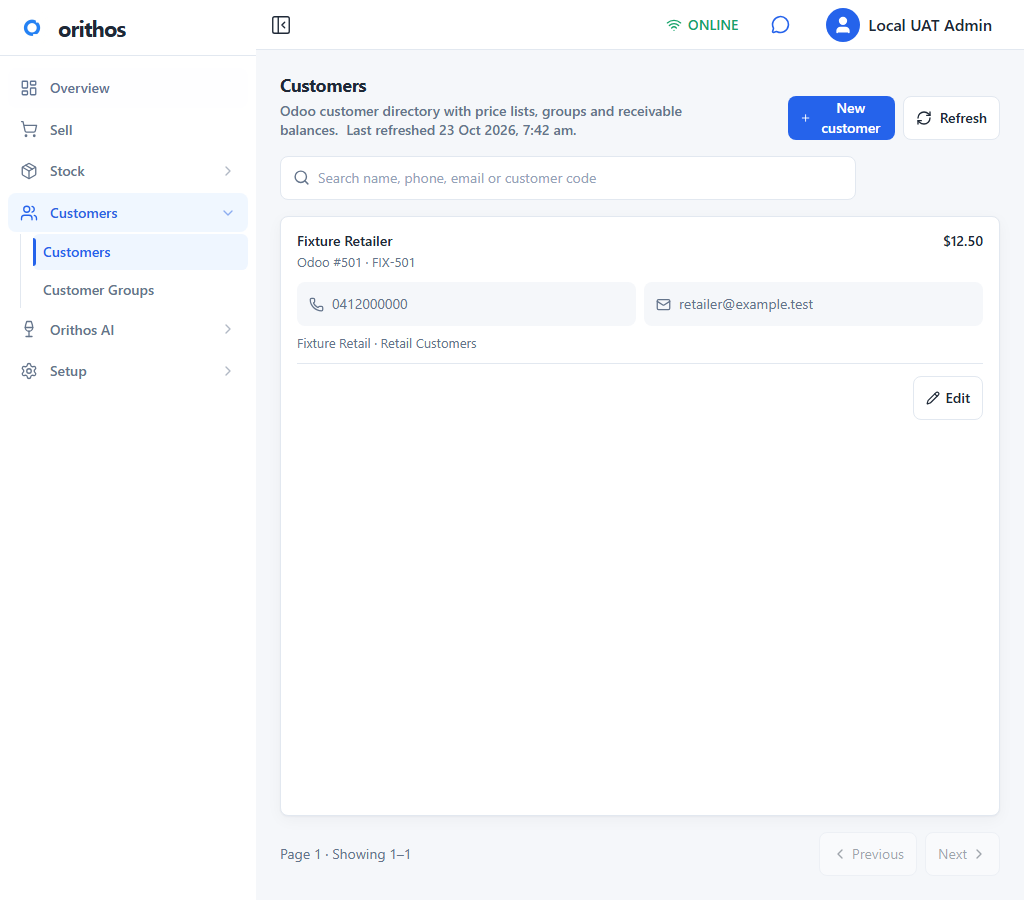 orithos
ONLINE
Local UAT Admin
Overview
Sell
Stock
Customers
Customers
Customer Groups
Orithos AI
Setup
Customers
Odoo customer directory with price lists, groups and receivable
balances.  Last refreshed 23 Oct 2026, 7:42 am.
New
customer
Refresh
Search name, phone, email or customer code
Fixture Retailer
$12.50
Odoo #501 · FIX-501
0412000000
retailer@example.test
Fixture Retail · Retail Customers
Edit
Page 1 · Showing 1–1
Previous
Next